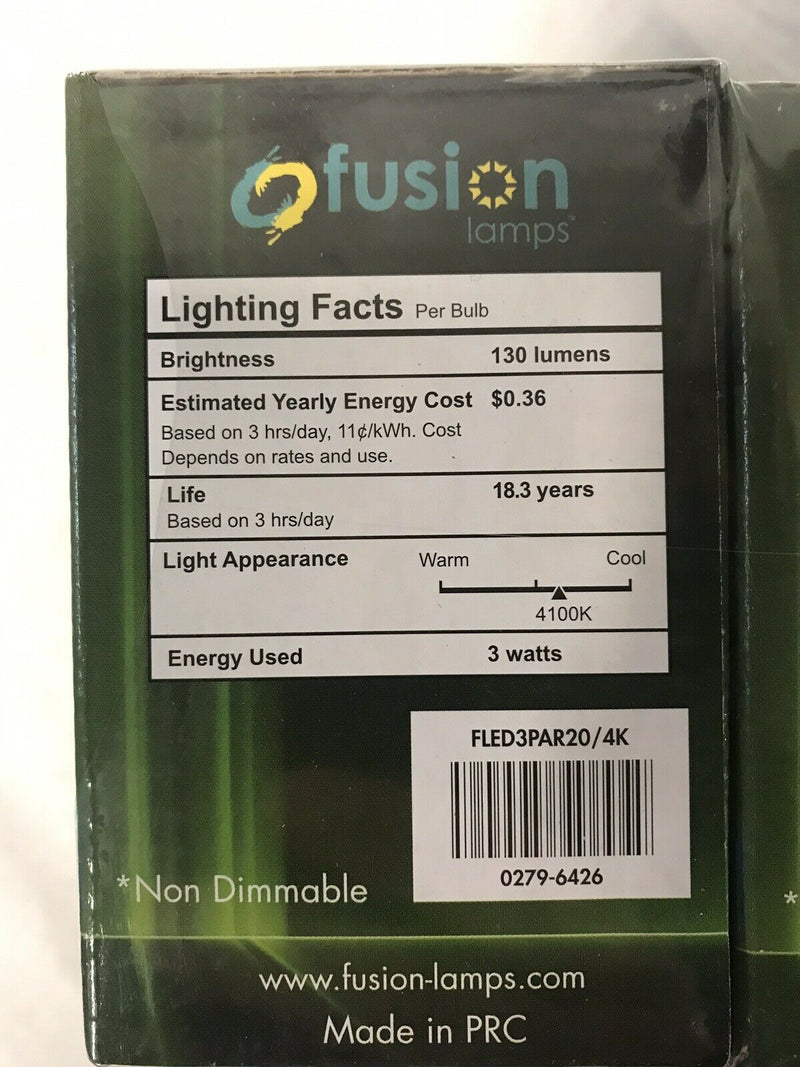 fusion
lamps™
Lighting Facts Per Bulb
Brightness 130 lumens
Estimated Yearly Energy Cost $0.36
Based on 3 hrs/day, 11¢/kWh. Cost
Depends on rates and use.
Life 18.3 years
Based on 3 hrs/day
Light Appearance Warm Cool
4100K
Energy Used 3 watts
FLED3PAR20/4K
0279-6426
*Non Dimmable
*
www.fusion-lamps.com
Made in PRC